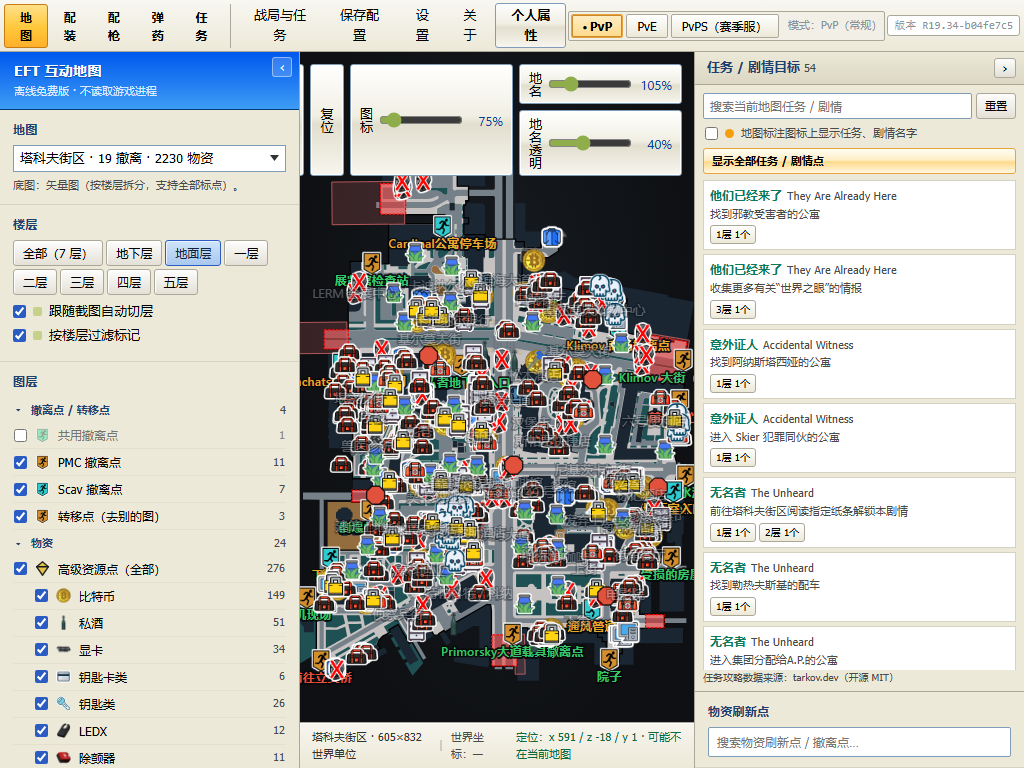 地图
配装
配枪
弹药
任务
战局与任务
保存配置
设置
关于
个人属性
• PvP
PvE
PvPS（赛季服）
模式：PvP（常规）
版本 R19.34-b04fe7c5
EFT 互动地图
离线免费版 · 不读取游戏进程
地图
塔科夫街区 · 19 撤离 · 2230 物资
底图：矢量图（按楼层拆分，支持全部标点）。
楼层
全部（7 层）
地下层
地面层
一层
二层
三层
四层
五层
跟随截图自动切层
按楼层过滤标记
图层
撤离点 / 转移点 4
共用撤离点 1
PMC 撤离点 11
Scav 撤离点 7
转移点（去别的图） 3
物资 24
高级资源点（全部） 276
比特币 149
私酒 51
显卡 34
钥匙卡类 6
钥匙类 26
LEDX 12
除颤器 11
复位
图标 75%
地名 105%
地名透明 40%
Cardinal公寓停车场
Klimov 大街
Primorsky大道载具撤离点
院子
塔科夫街区 · 605×832 世界单位
世界坐标：—
定位：x 591 / z -18 / y 1 · 可能不在当前地图
任务 / 剧情目标 54
搜索当前地图任务 / 剧情
重置
地图标注图标上显示任务、剧情名字
显示全部任务 / 剧情点
他们已经来了 They Are Already Here
找到邪教受害者的公寓
1层 1个
他们已经来了 They Are Already Here
收集更多有关“世界之眼”的情报
3层 1个
意外证人 Accidental Witness
找到阿纳斯塔西娅的公寓
1层 1个
意外证人 Accidental Witness
进入 Skier 犯罪同伙的公寓
1层 1个
无名者 The Unheard
前往塔科夫街区阅读指定纸条解锁本剧情
1层 1个
2层 1个
无名者 The Unheard
找到勒热夫斯基的配车
1层 1个
无名者 The Unheard
进入集团分配给A.P.的公寓
任务攻略数据来源：tarkov.dev（开源 MIT）
物资刷新点
搜索物资刷新点 / 撤离点...